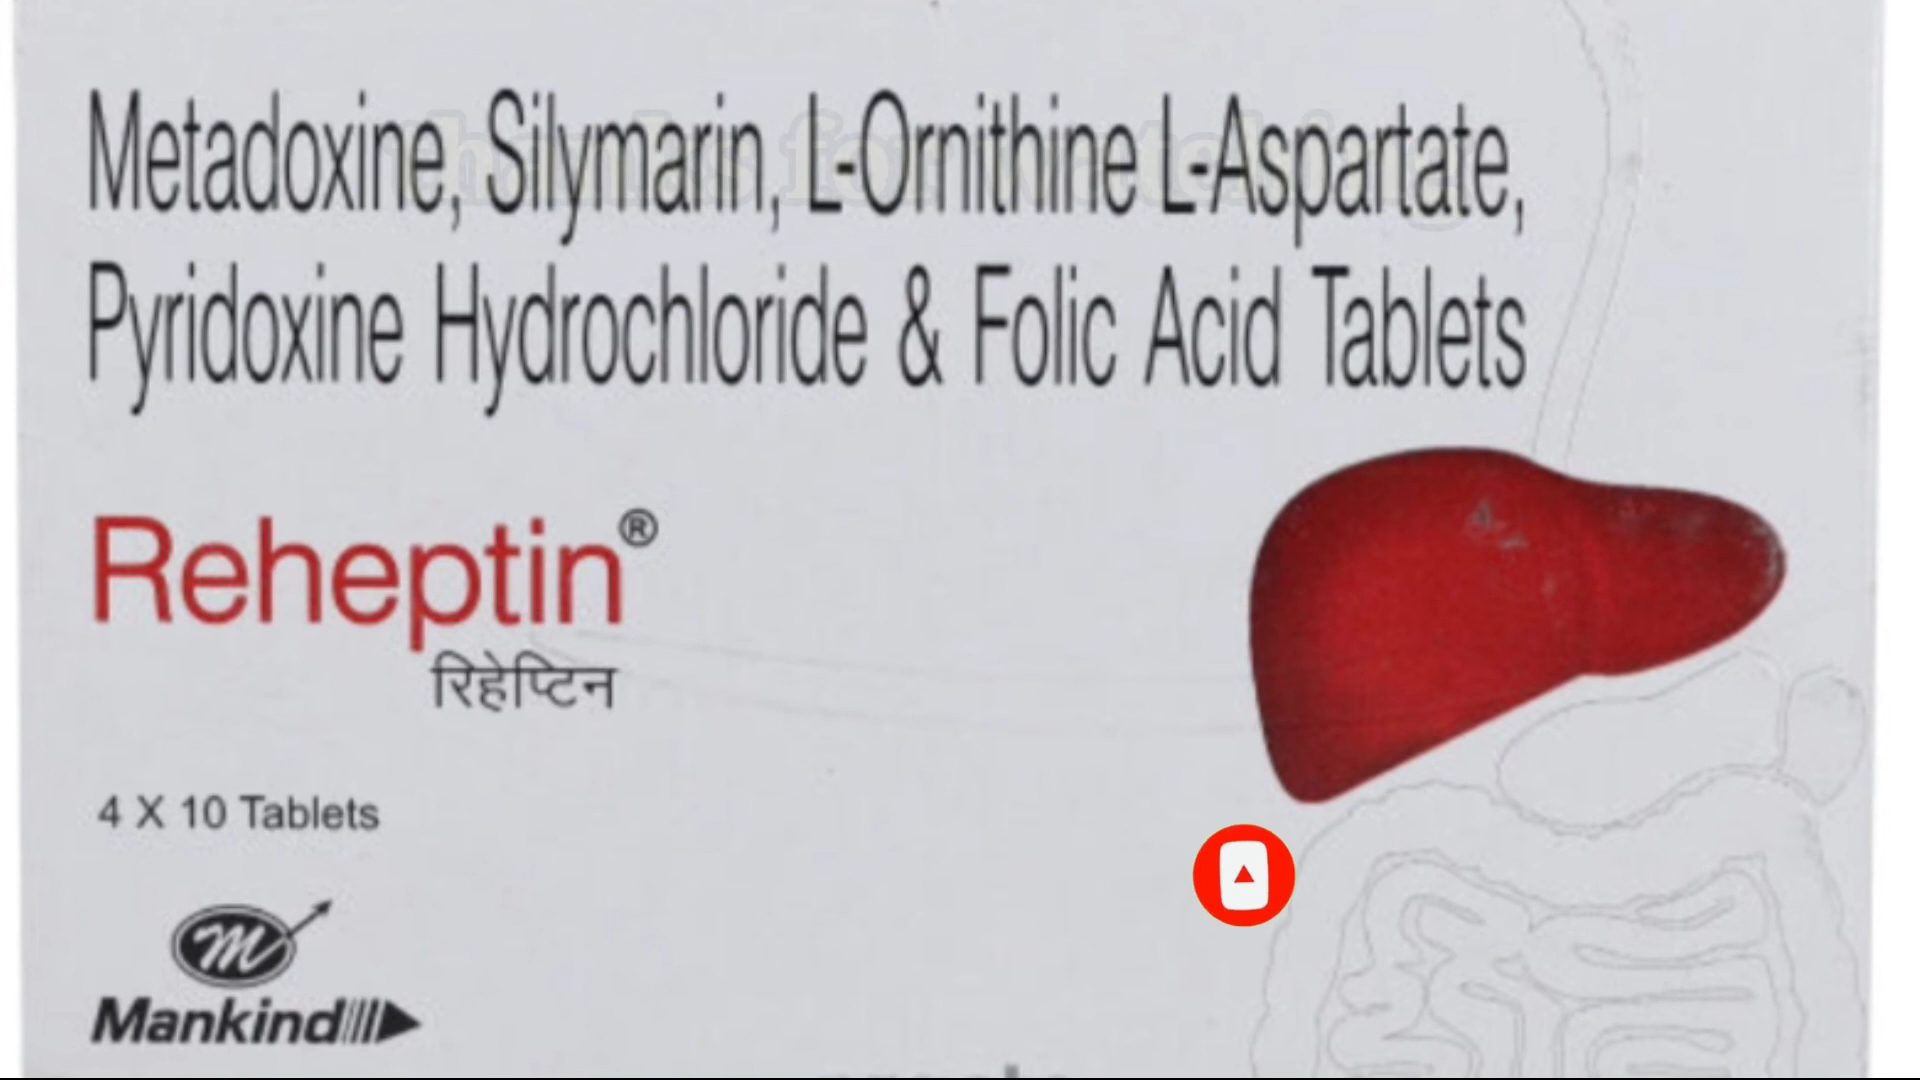 Metadoxine, Silymarin, L-Ornithine L-Aspartate,
Pyridoxine Hydrochloride & Folic Acid Tablets
Reheptin®
रिहेप्टिन
4 X 10 Tablets
Mankind